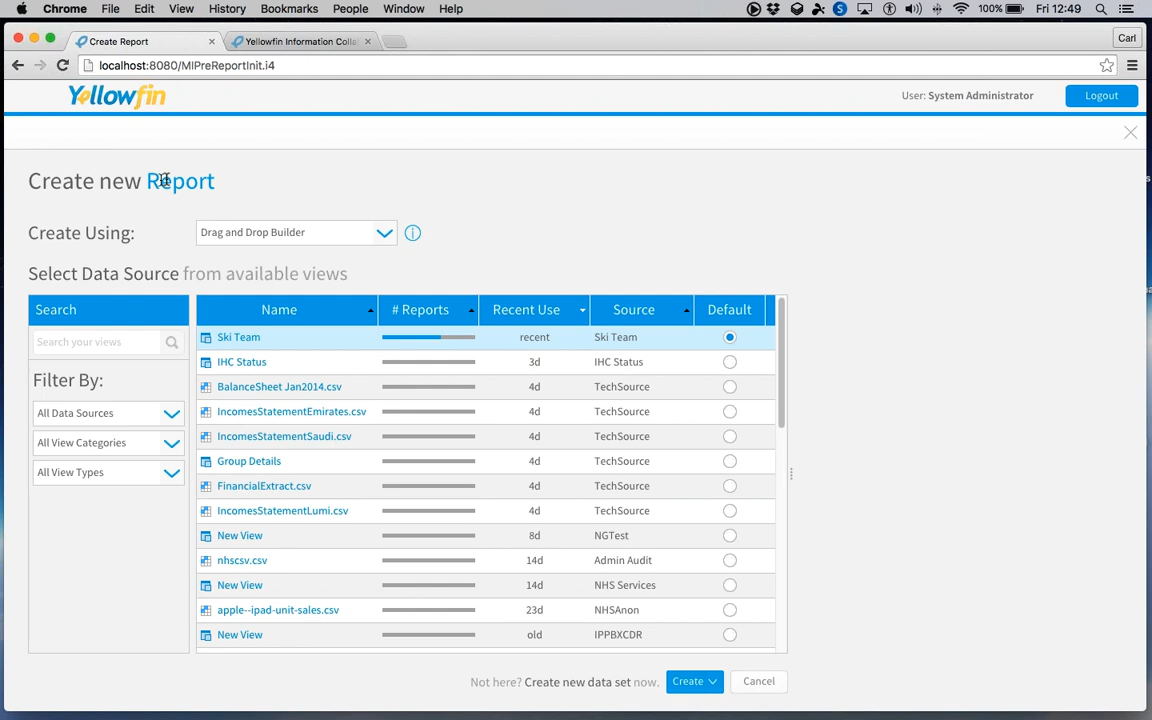 Chrome File Edit View History Bookmarks People Window Help 100% Fri 12:49
Create Report Yellowfin Information Colla Carl
localhost:8080/MIPreReportInit.i4
Yellowfin User: System Administrator Logout
Create new Report
Create Using: Drag and Drop Builder
Select Data Source from available views
Search Name # Reports Recent Use Source Default
Search your views Ski Team recent Ski Team
IHC Status 3d IHC Status
Filter By: BalanceSheet Jan2014.csv 4d TechSource
All Data Sources IncomesStatementEmirates.csv 4d TechSource
All View Categories IncomesStatementSaudi.csv 4d TechSource
All View Types Group Details 4d TechSource
FinancialExtract.csv 4d TechSource
IncomesStatementLumi.csv 4d TechSource
New View 8d NGTest
nhscsv.csv 14d Admin Audit
New View 14d NHS Services
apple--ipad-unit-sales.csv 23d NHSAnon
New View old IPPBXCDR
Not here? Create new data set now. Create Cancel